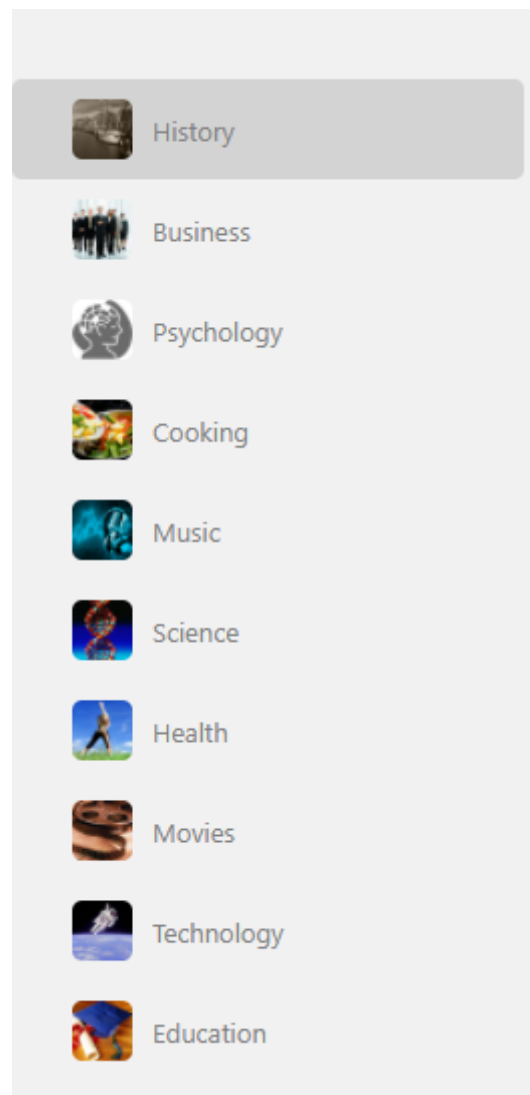 History
Business
Psychology
Cooking
Music
Science
Health
Movies
Technology
Education